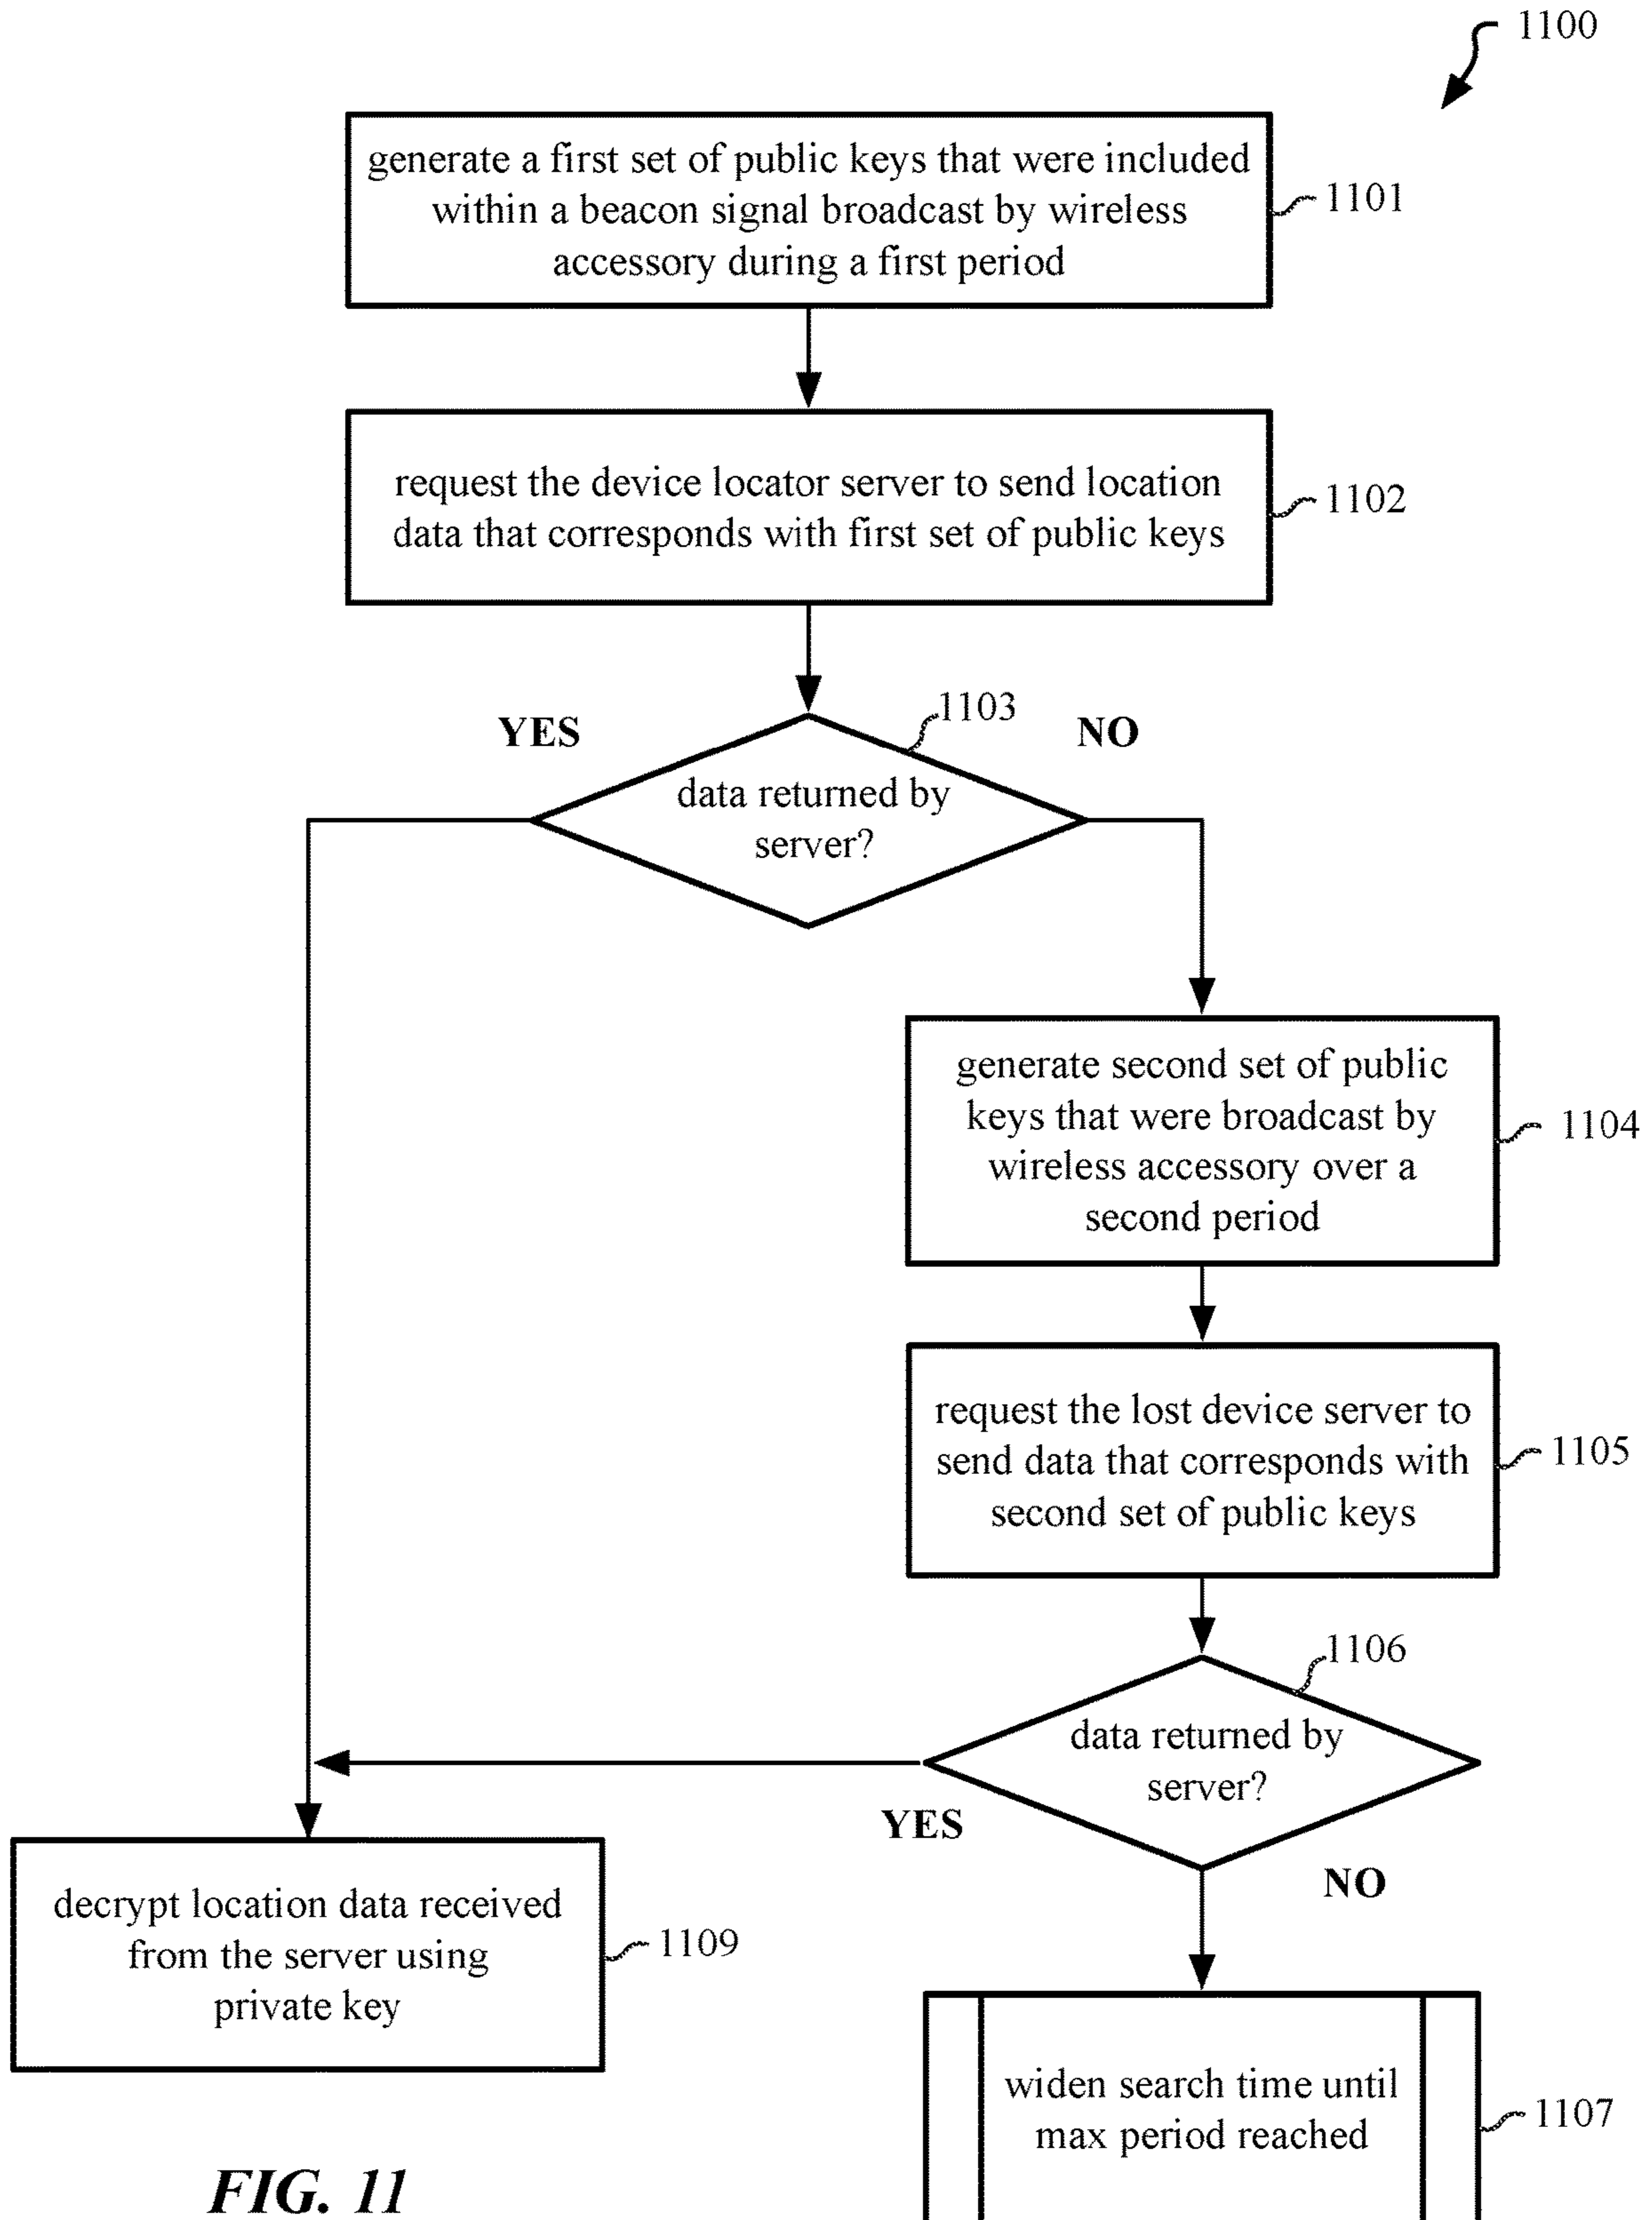 1100
generate a first set of public keys that were included
within a beacon signal broadcast by wireless
accessory during a first period
1101
request the device locator server to send location
data that corresponds with first set of public keys
1102
YES
1103
NO
data returned by
server?
generate second set of public
keys that were broadcast by
wireless accessory over a
second period
1104
request the lost device server to
send data that corresponds with
second set of public keys
1105
1106
data returned by
server?
YES
NO
decrypt location data received
from the server using
private key
1109
widen search time until
max period reached
1107
FIG. 11